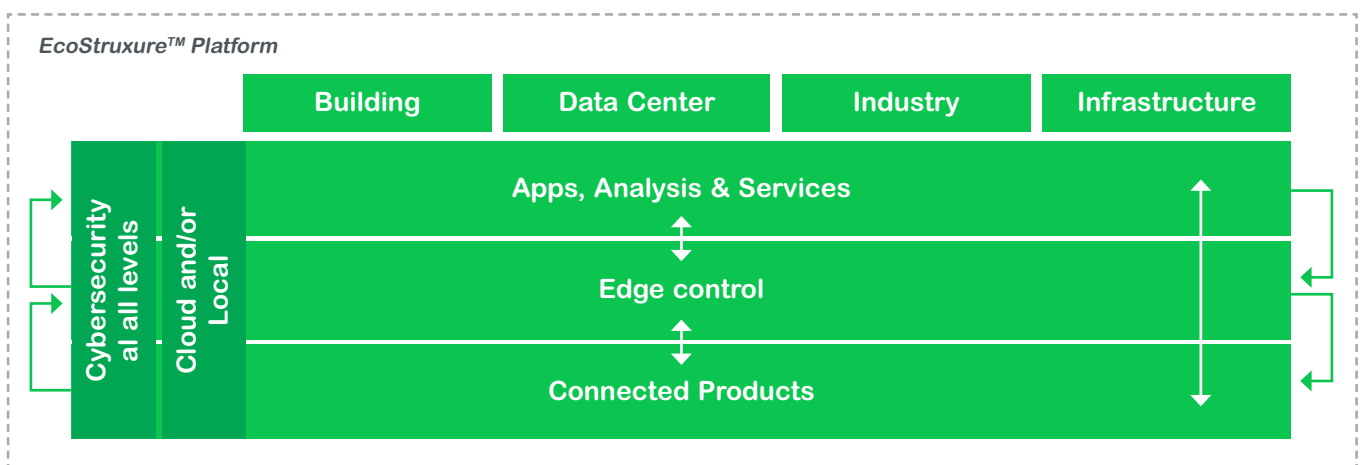 EcoStruxure™ Platform
Building
Data Center
Industry
Infrastructure
Cybersecurity
al all levels
Cloud and/or
Local
Apps, Analysis & Services
Edge control
Connected Products